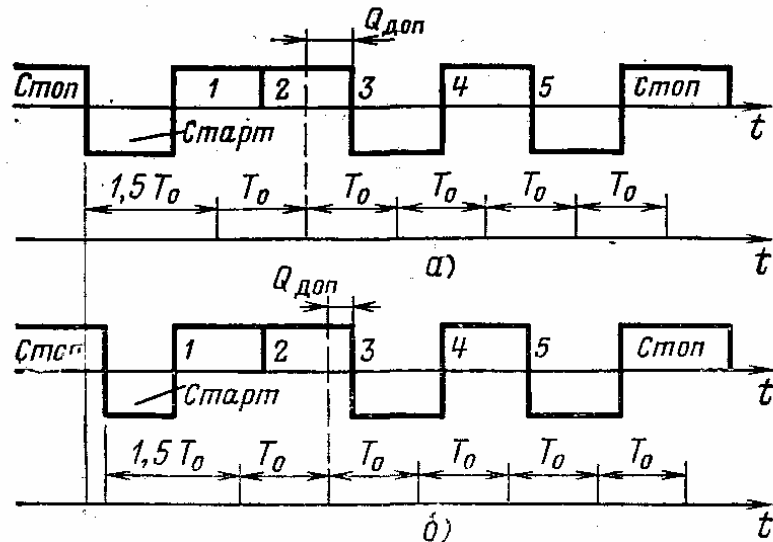 Qдоп
Стоп 1 2 3 4 5 Стоп
t
Старт
1,5 T₀ T₀ T₀ T₀ T₀ T₀
t
а)
Qдоп
Стоп 1 2 3 4 5 Стоп
t
Старт
1,5 T₀ T₀ T₀ T₀ T₀ T₀
t
б)